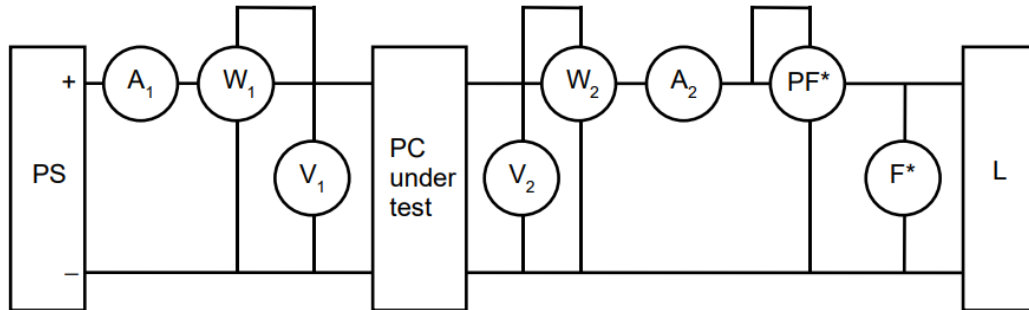 +
A₁
W₁
W₂
A₂
PF*
PS
V₁
PC
under
test
V₂
F*
L
–